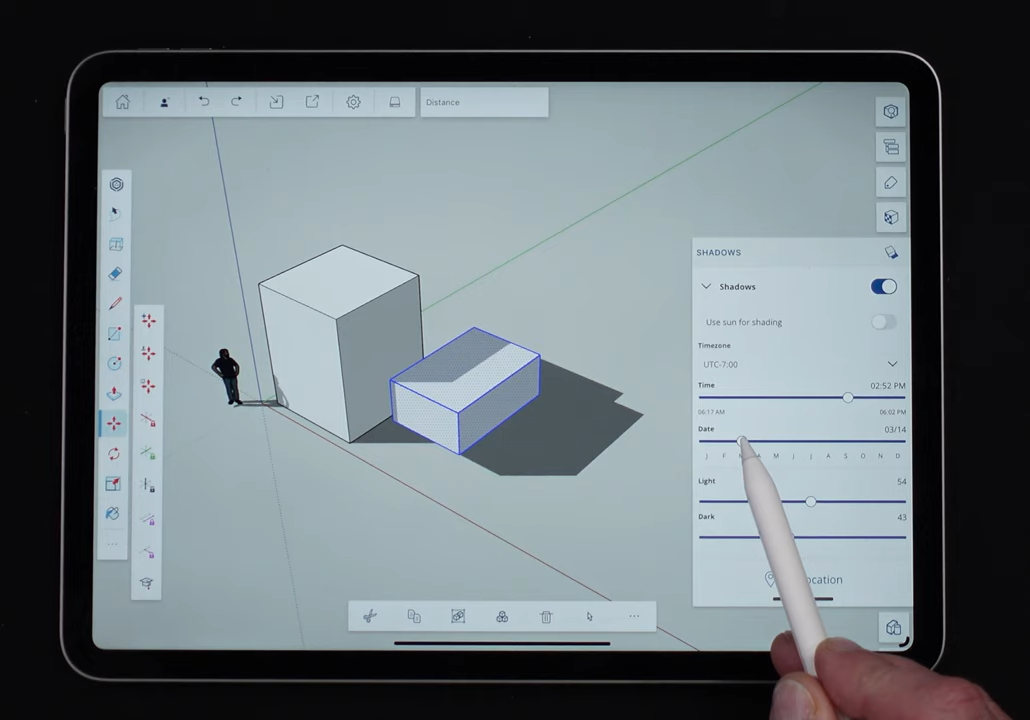 Distance
SHADOWS
Shadows
Use sun for shading
Timezone
UTC-7:00
Time 02:52 PM
06:17 AM 06:02 PM
Date 03/14
J F M A M J J A S O N D
Light 54
Dark 43